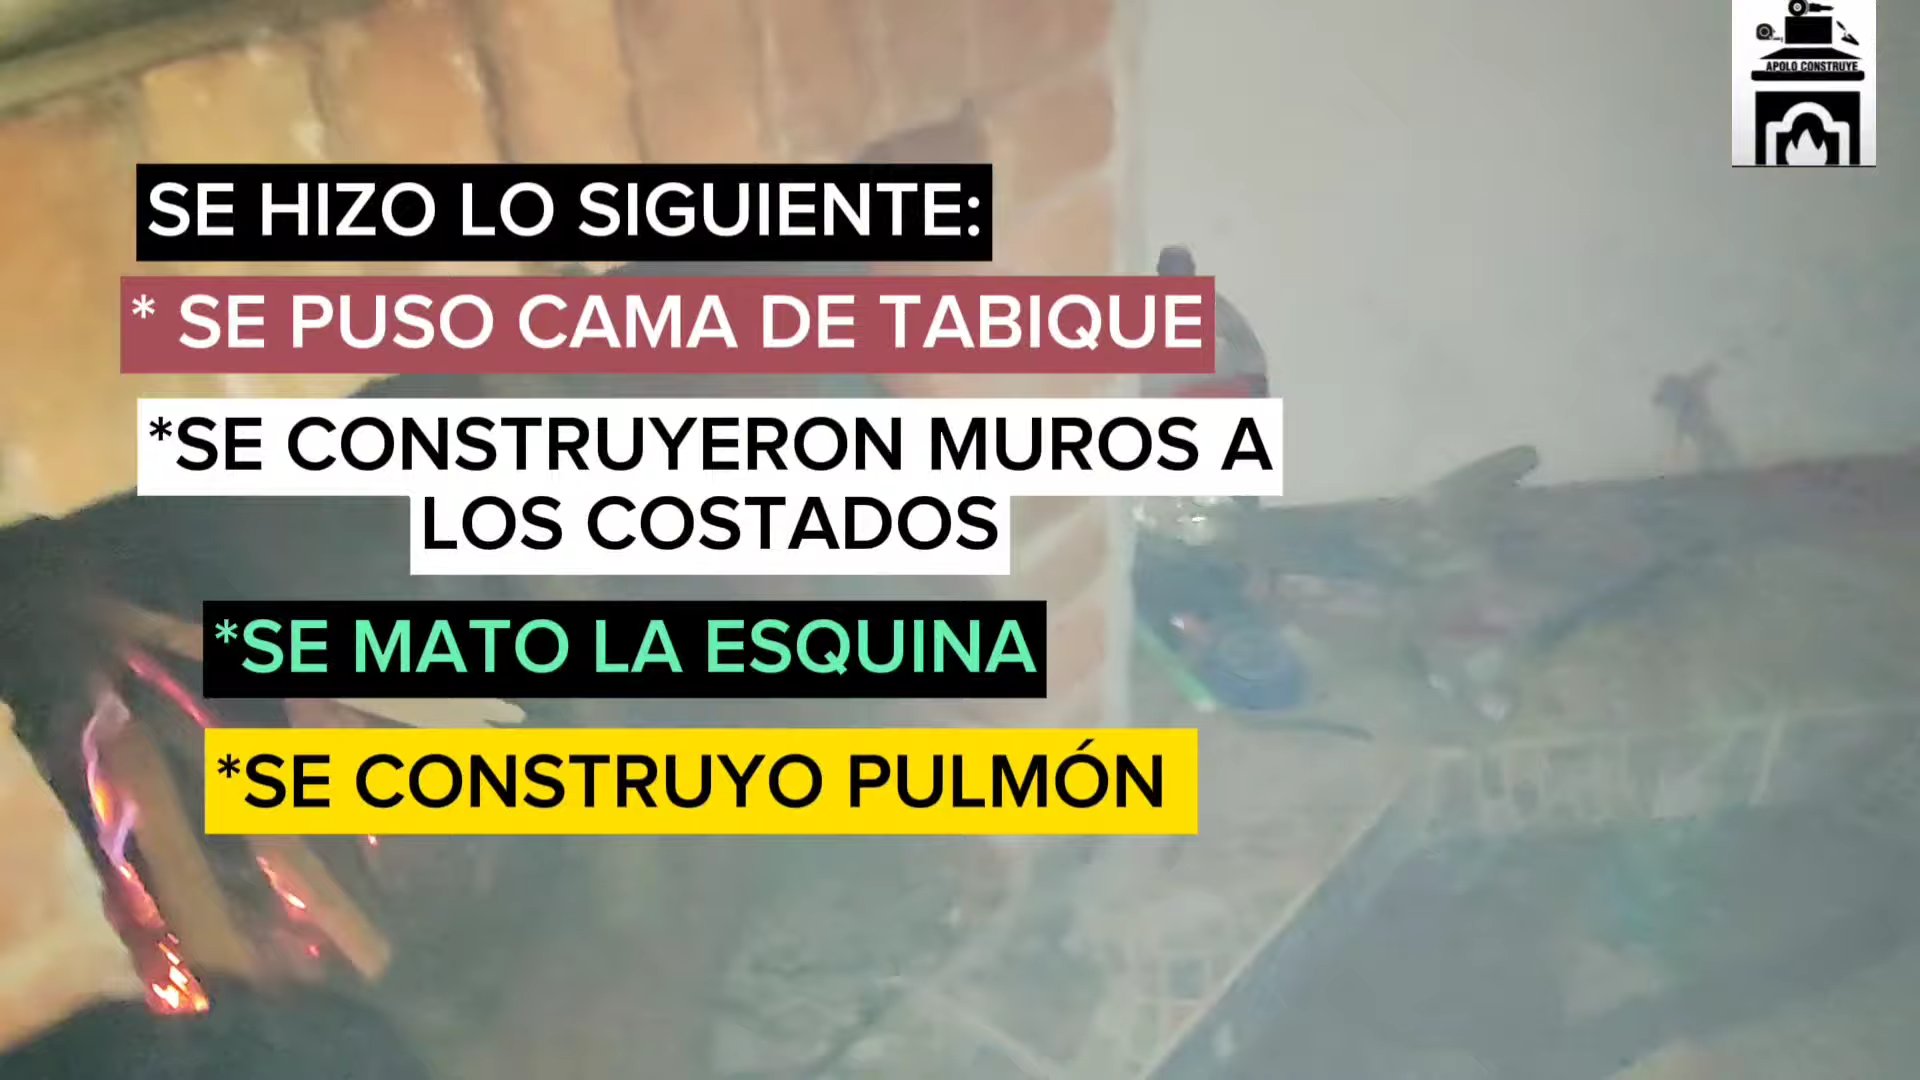 APOLO CONSTRUYE
SE HIZO LO SIGUIENTE:
* SE PUSO CAMA DE TABIQUE
*SE CONSTRUYERON MUROS A
LOS COSTADOS
*SE MATO LA ESQUINA
*SE CONSTRUYO PULMÓN